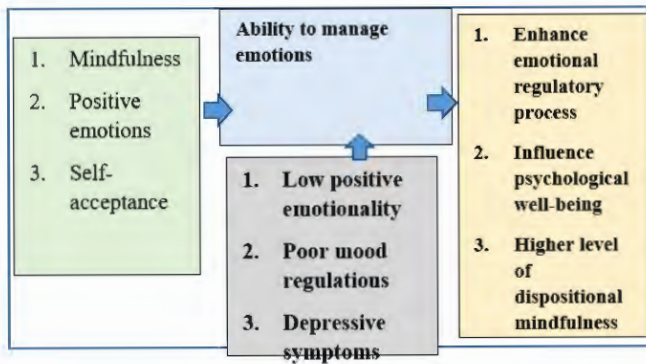 1. Mindfulness
2. Positive
emotions
3. Self-
acceptance
Ability to manage
emotions
1. Low positive
emotionality
2. Poor mood
regulations
3. Depressive
symptoms
1. Enhance
emotional
regulatory
process
2. Influence
psychological
well-being
3. Higher level of
dispositional
mindfulness